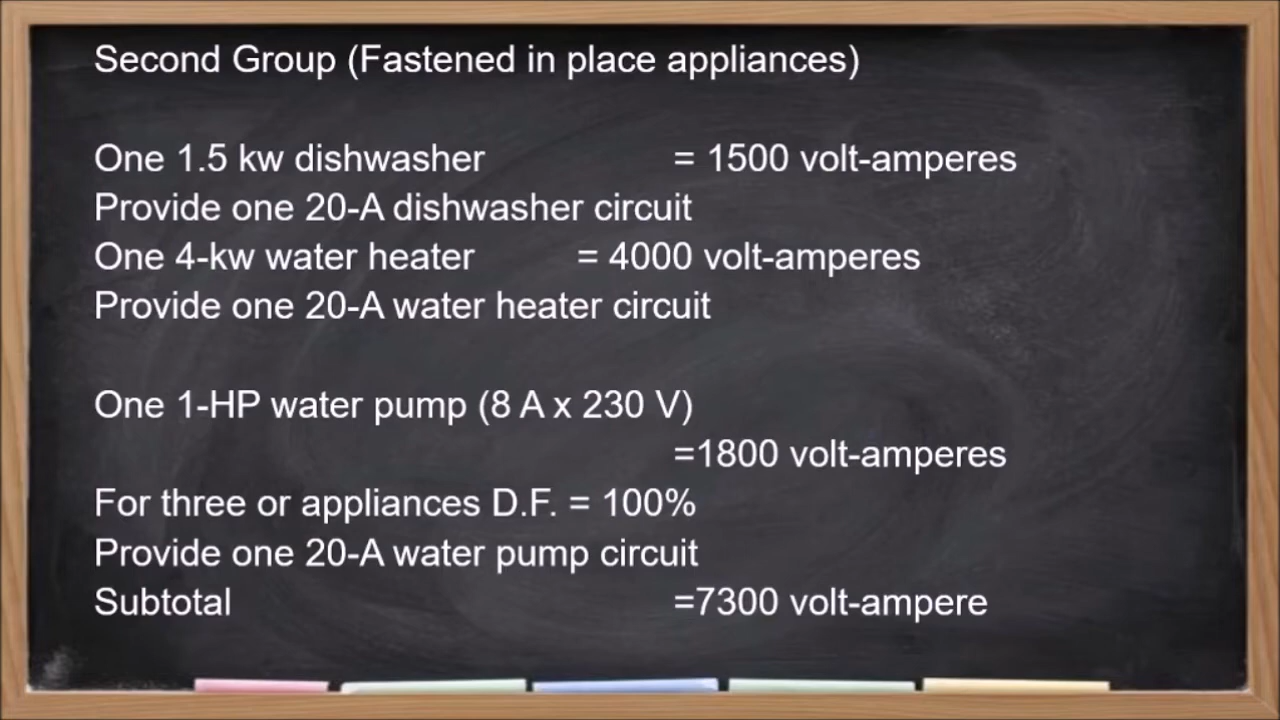 Second Group (Fastened in place appliances)
One 1.5 kw dishwasher = 1500 volt-amperes
Provide one 20-A dishwasher circuit
One 4-kw water heater = 4000 volt-amperes
Provide one 20-A water heater circuit
One 1-HP water pump (8 A x 230 V)
=1800 volt-amperes
For three or appliances D.F. = 100%
Provide one 20-A water pump circuit
Subtotal =7300 volt-ampere